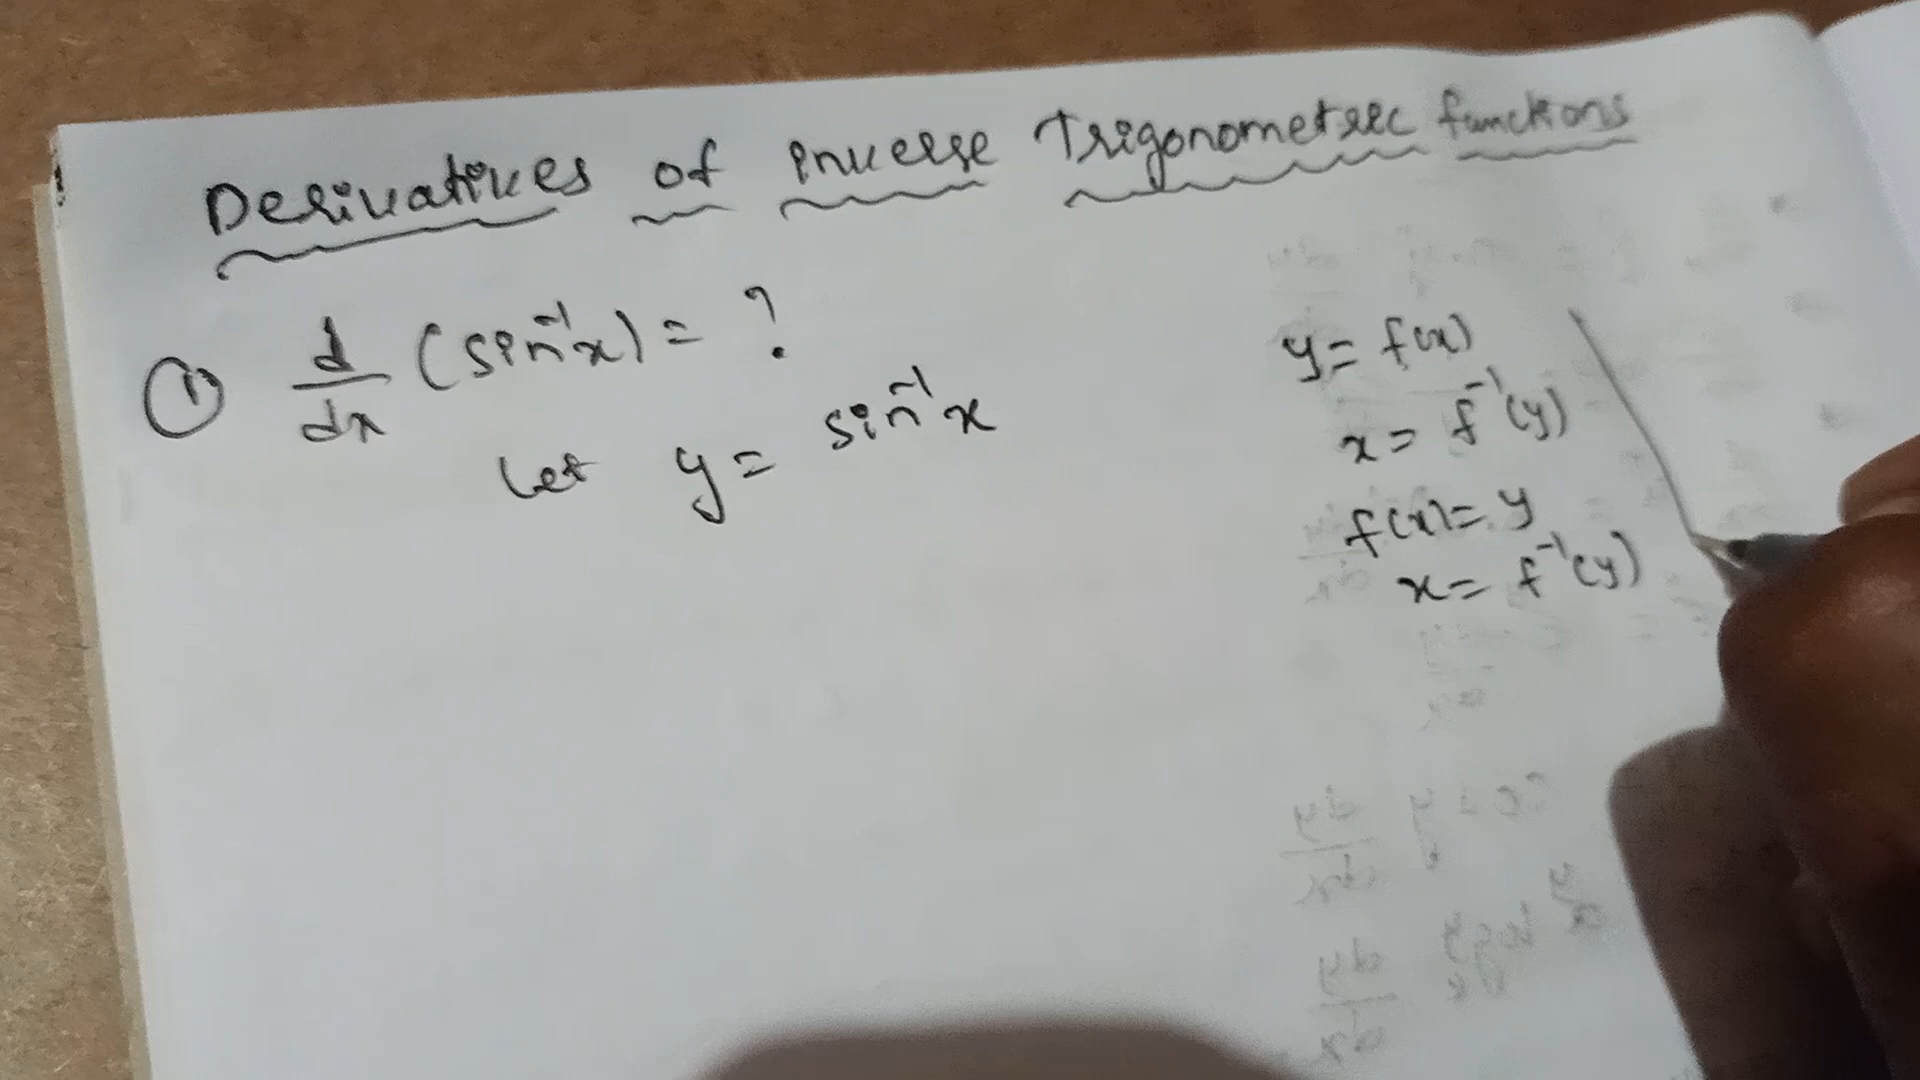 Derivatives of inverse Trigonometric functions
① d/dx (sin⁻¹x) = ?
Let y = sin⁻¹x
y = f(x)
x = f⁻¹(y)
f(x) = y
x = f⁻¹(y)